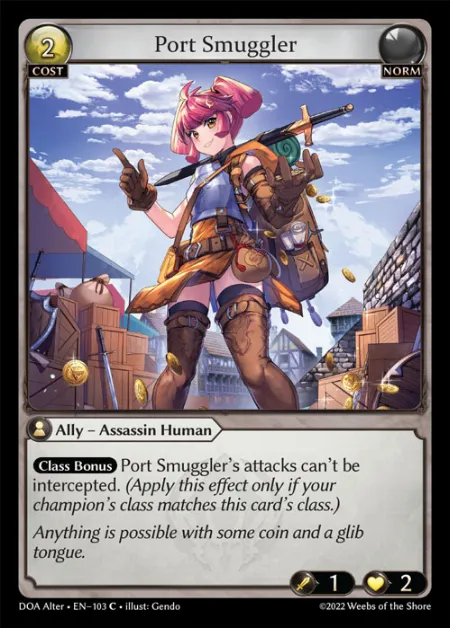 2
Port Smuggler
COST
NORM
Ally – Assassin Human
Class Bonus Port Smuggler's attacks can't be
intercepted. (Apply this effect only if your
champion's class matches this card's class.)
Anything is possible with some coin and a glib
tongue.
1
2
DOA Alter • EN–103 C • illust: Gendo
©2022 Weebs of the Shore